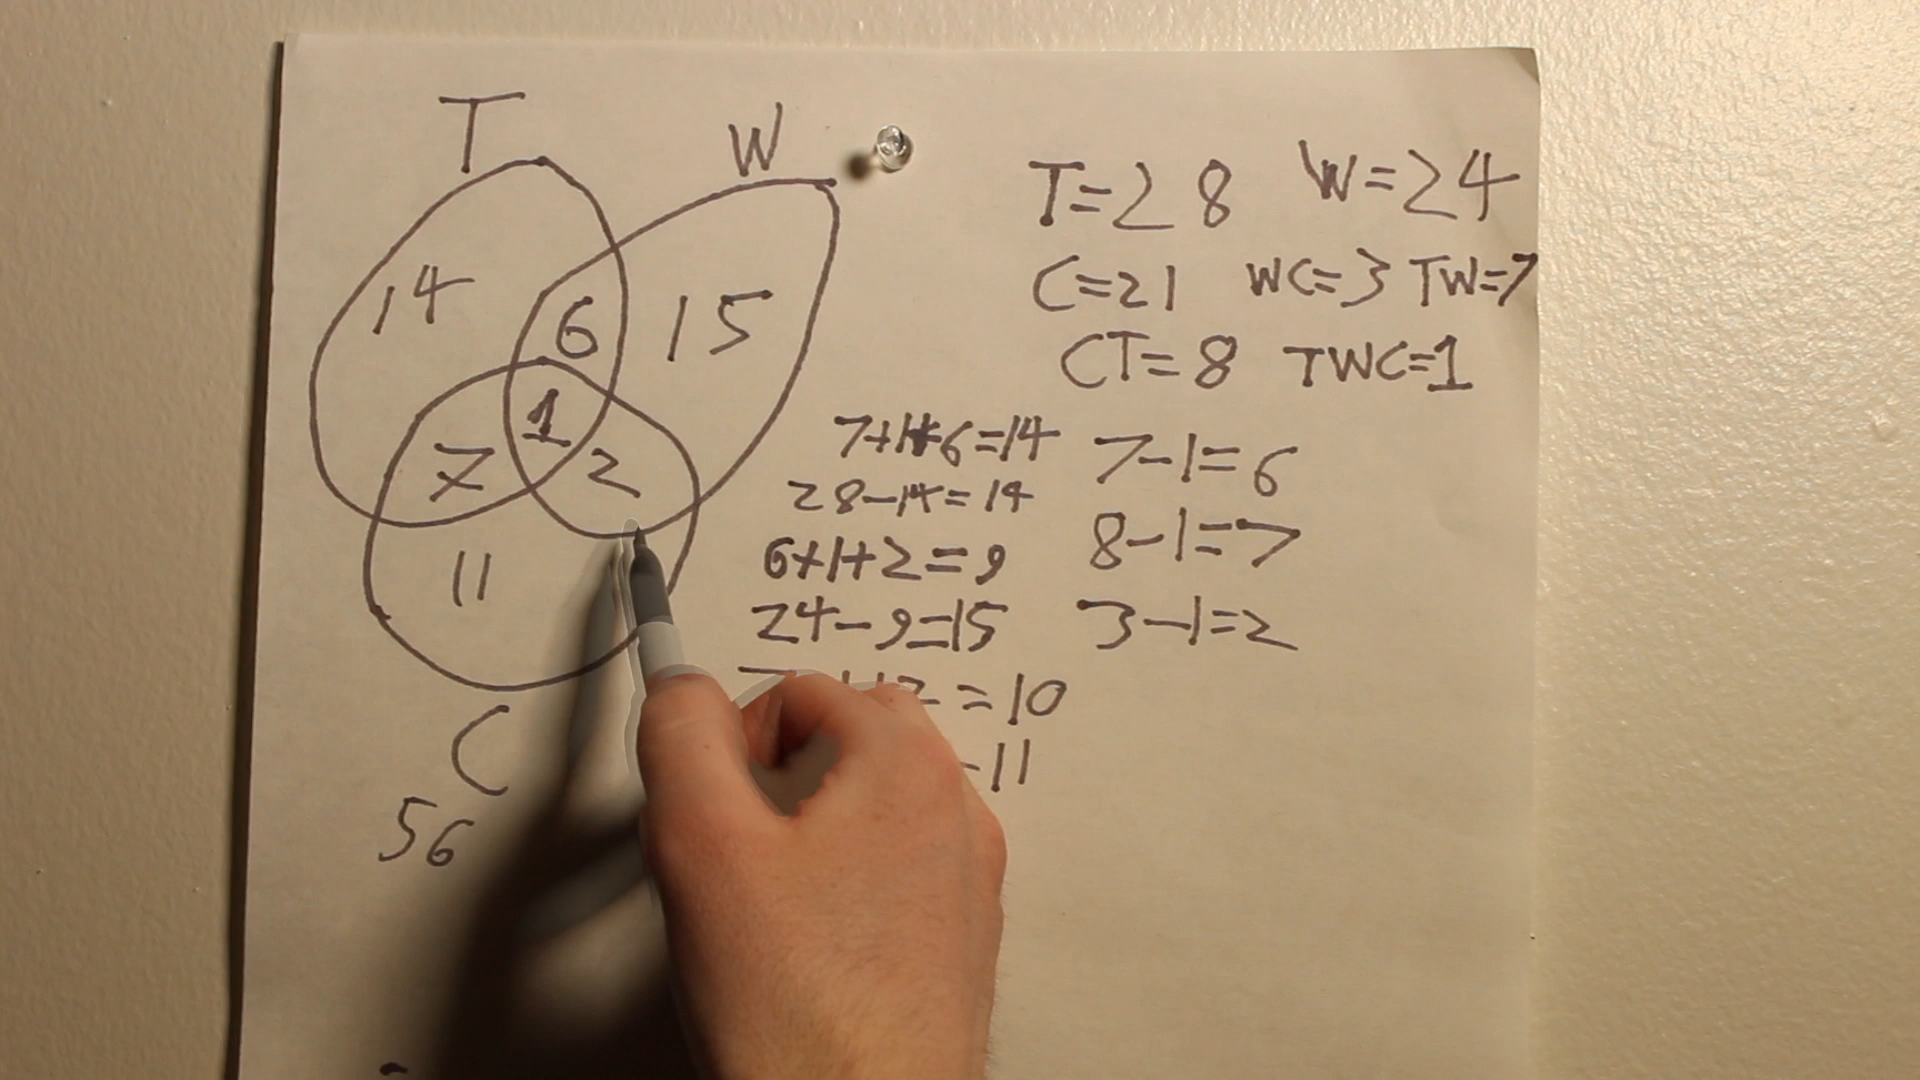 T
W
14
6
15
1
7
2
11
C
56
T=28 W=24
C=21 WC=3 TW=7
CT=8 TWC=1
7+1+6=14
28-14=14
6+1+2=9
24-9=15
=10
-11
7-1=6
8-1=7
3-1=2